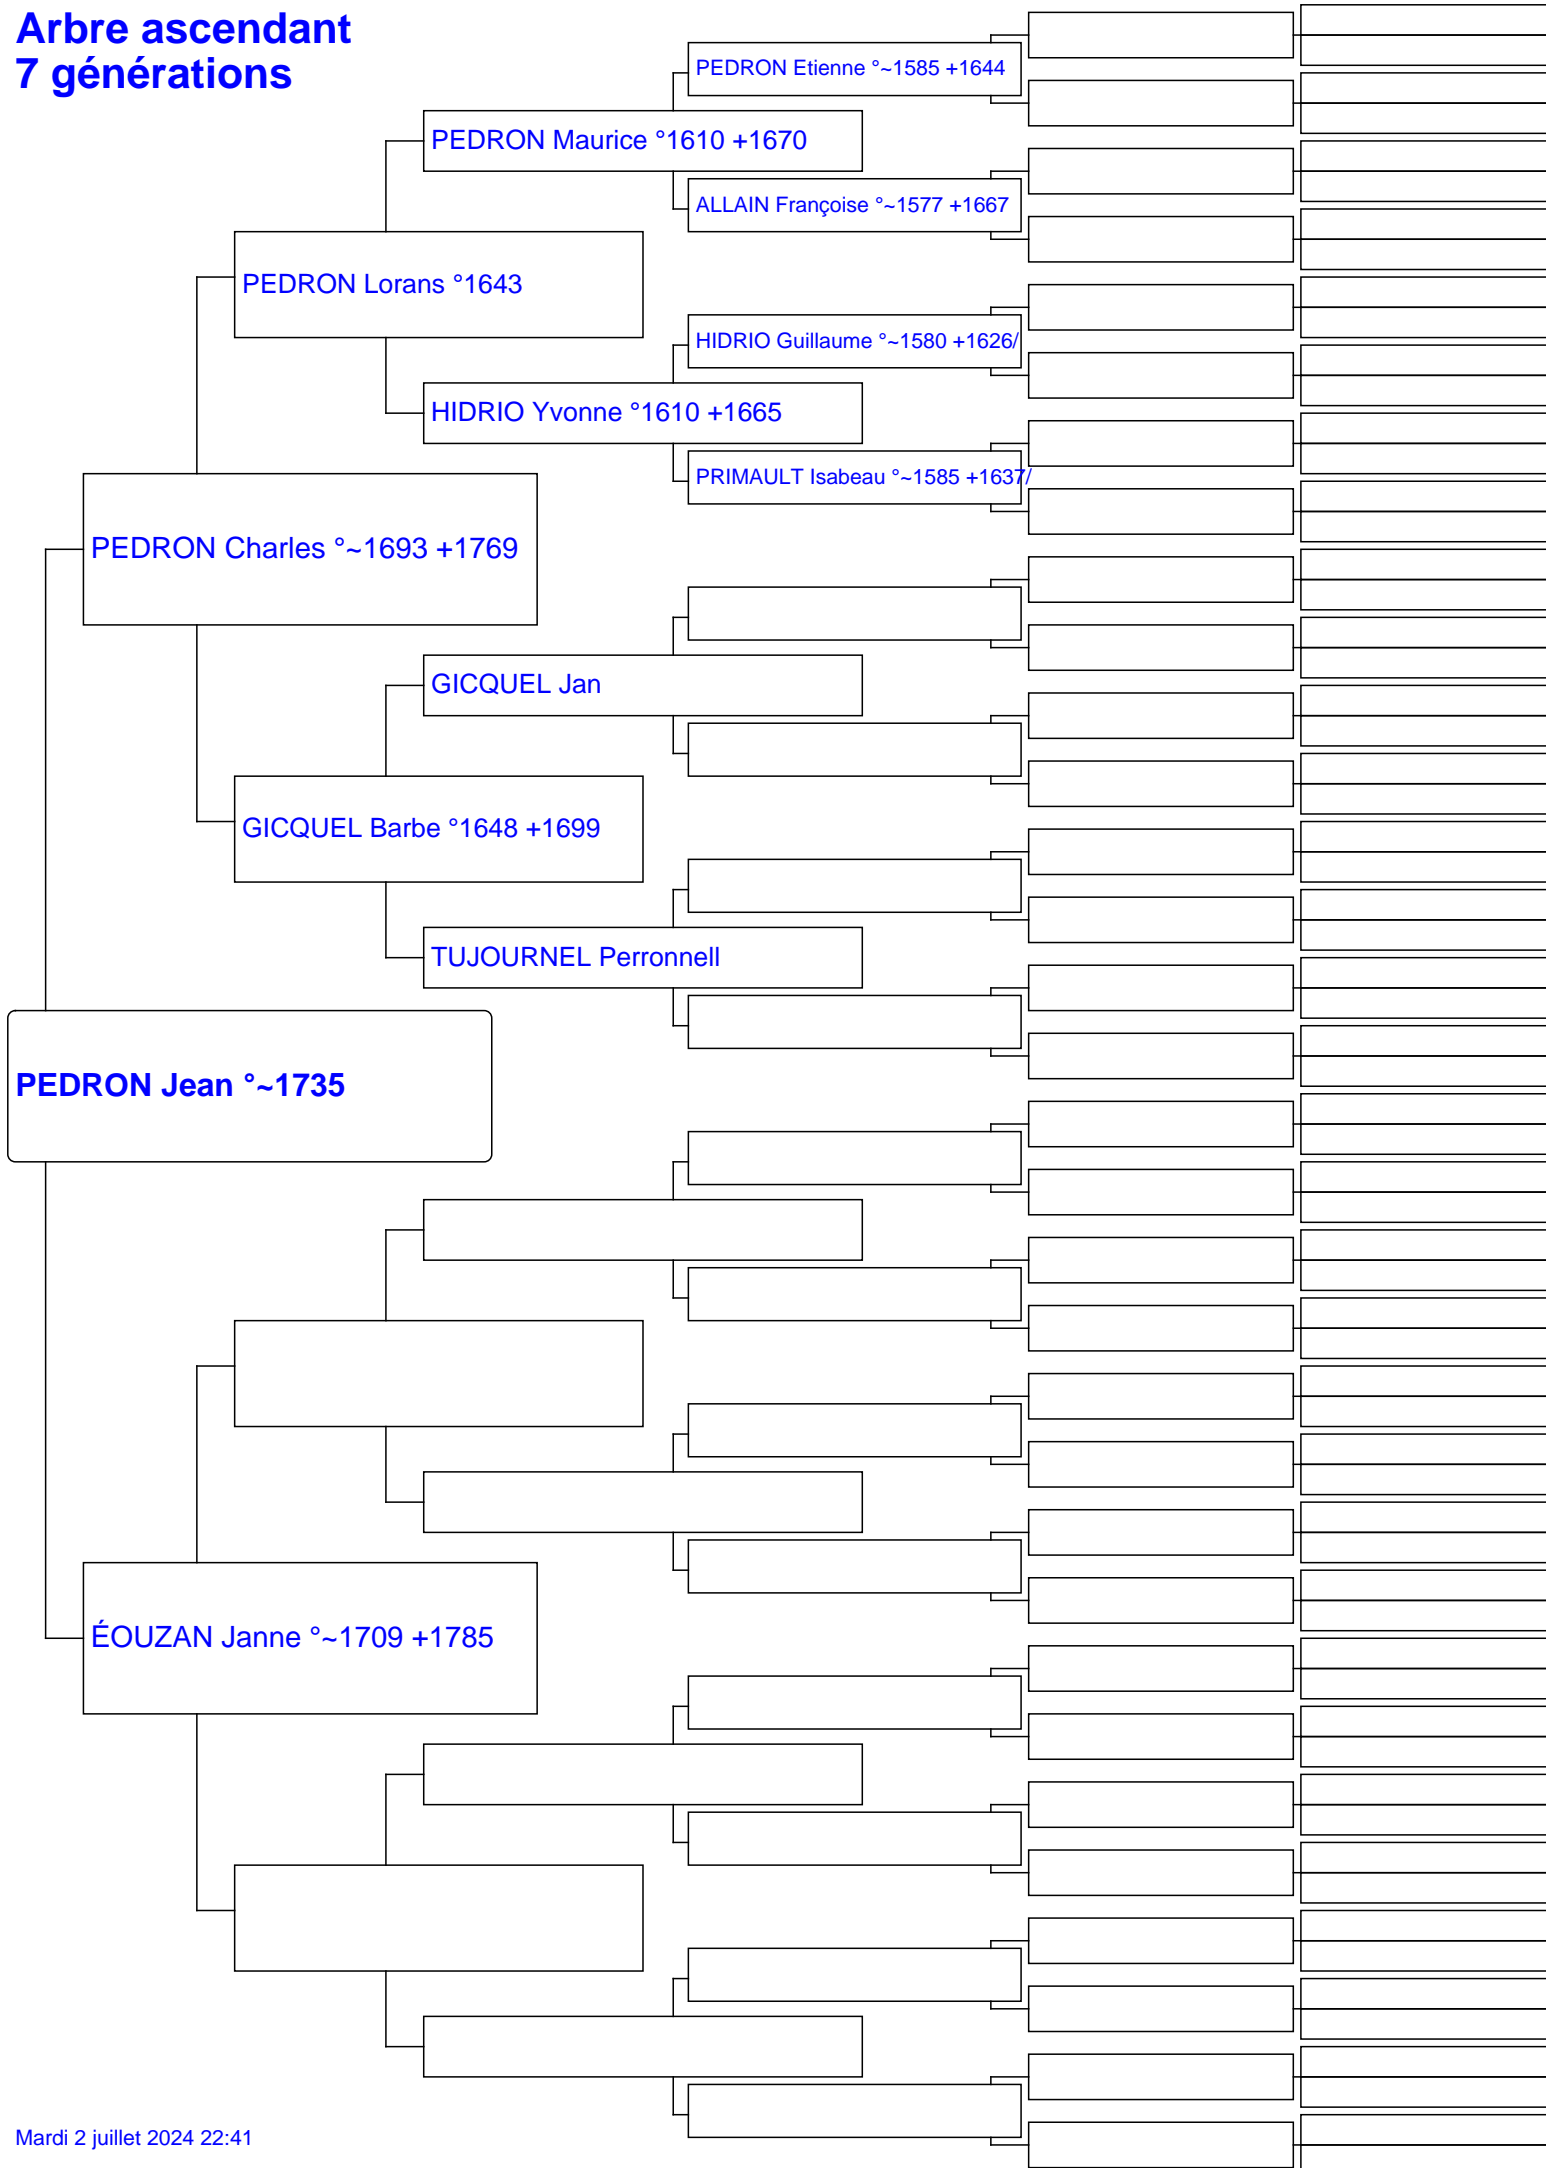 Arbre ascendant
7 générations
PEDRON Etienne °~1585 +1644
PEDRON Maurice °1610 +1670
ALLAIN Françoise °~1577 +1667
PEDRON Lorans °1643
HIDRIO Guillaume °~1580 +1626/
HIDRIO Yvonne °1610 +1665
PRIMAULT Isabeau °~1585 +1637/
PEDRON Charles °~1693 +1769
GICQUEL Jan
GICQUEL Barbe °1648 +1699
TUJOURNEL Perronnell
PEDRON Jean °~1735
ÉOUZAN Janne °~1709 +1785
Mardi 2 juillet 2024 22:41